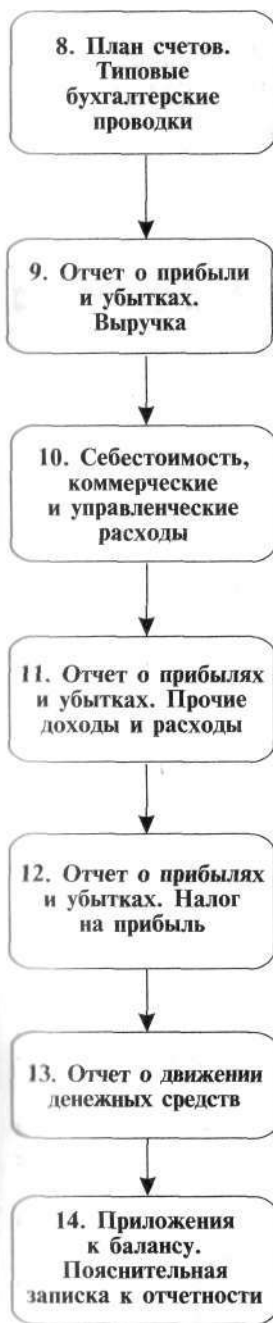 8. План счетов.
Типовые
бухгалтерские
проводки
9. Отчет о прибыли
и убытках.
Выручка
10. Себестоимость,
коммерческие
и управленческие
расходы
11. Отчет о прибылях
и убытках. Прочие
доходы и расходы
12. Отчет о прибылях
и убытках. Налог
на прибыль
13. Отчет о движении
денежных средств
14. Приложения
к балансу.
Пояснительная
записка к отчетности